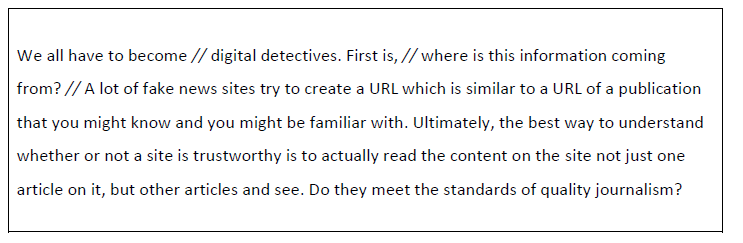 We all have to become // digital detectives. First is, // where is this information coming
from? // A lot of fake news sites try to create a URL which is similar to a URL of a publication
that you might know and you might be familiar with. Ultimately, the best way to understand
whether or not a site is trustworthy is to actually read the content on the site not just one
article on it, but other articles and see. Do they meet the standards of quality journalism?